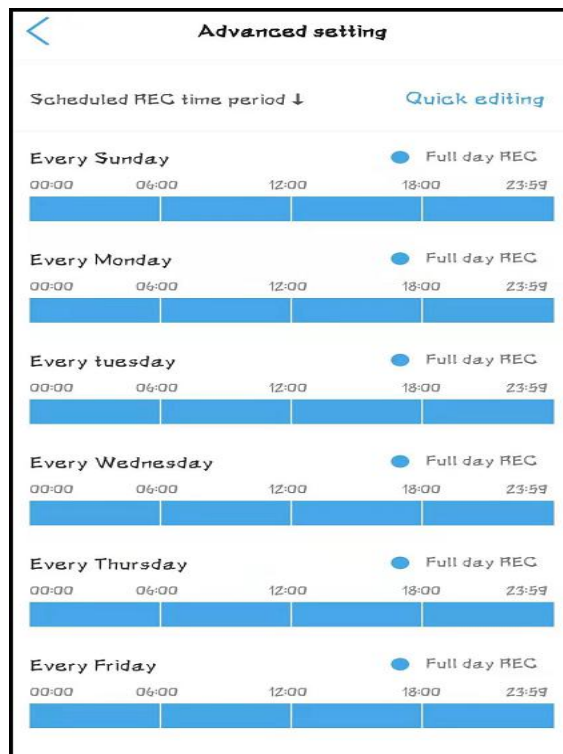 Advanced setting
Scheduled REC time period ↓ Quick editing
Every Sunday Full day REC
00:00 06:00 12:00 18:00 23:59
Every Monday Full day REC
00:00 06:00 12:00 18:00 23:59
Every tuesday Full day REC
00:00 06:00 12:00 18:00 23:59
Every Wednesday Full day REC
00:00 06:00 12:00 18:00 23:59
Every Thursday Full day REC
00:00 06:00 12:00 18:00 23:59
Every Friday Full day REC
00:00 06:00 12:00 18:00 23:59